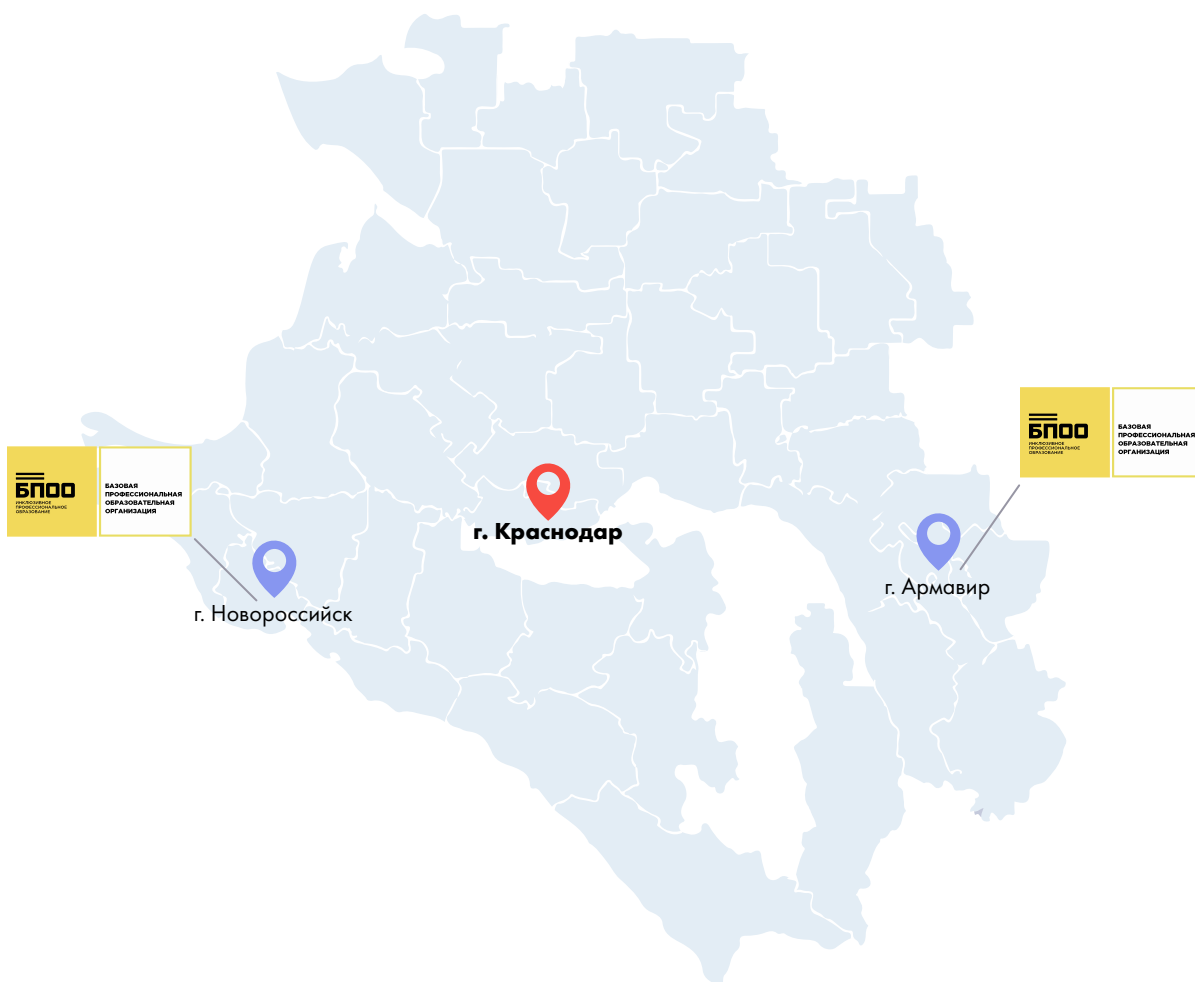 БПОО
ИНКЛЮЗИВНОЕ
ПРОФЕССИОНАЛЬНОЕ
ОБРАЗОВАНИЕ
БАЗОВАЯ
ПРОФЕССИОНАЛЬНАЯ
ОБРАЗОВАТЕЛЬНАЯ
ОРГАНИЗАЦИЯ
БПОО
ИНКЛЮЗИВНОЕ
ПРОФЕССИОНАЛЬНОЕ
ОБРАЗОВАНИЕ
БАЗОВАЯ
ПРОФЕССИОНАЛЬНАЯ
ОБРАЗОВАТЕЛЬНАЯ
ОРГАНИЗАЦИЯ
г. Краснодар
г. Армавир
г. Новороссийск